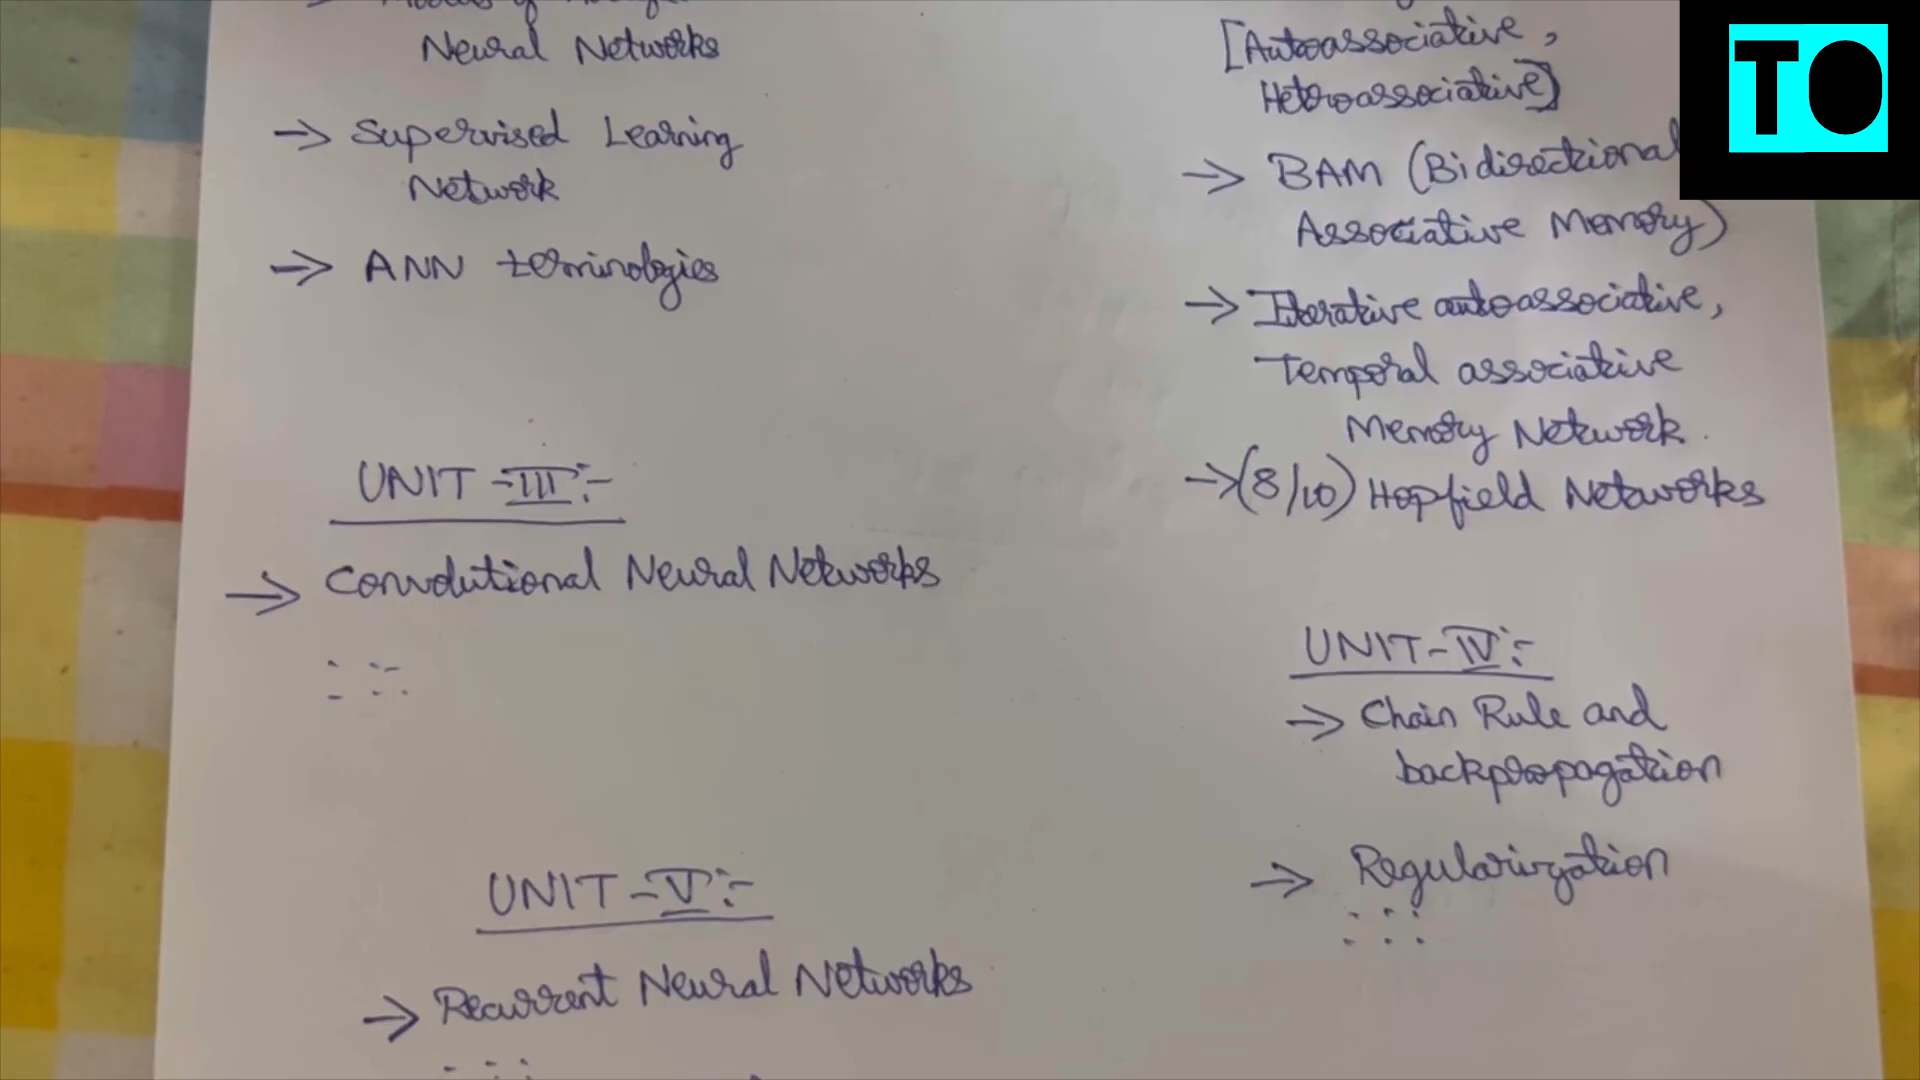 Neural Networks
→ Supervised Learning
Network
→ ANN terminologies
UNIT-III:-
→ Convolutional Neural Networks
UNIT-V:-
→ Recurrent Neural Networks
[Autoassociative,
Hetroassociative]
→ BAM (Bidirectional
Associative Memory)
→ Iterative autoassociative,
Temporal associative
Memory Network.
→(8/10) Hopfield Networks
UNIT-IV:-
→ Chain Rule and
backpropagation
→ Regularization
TO